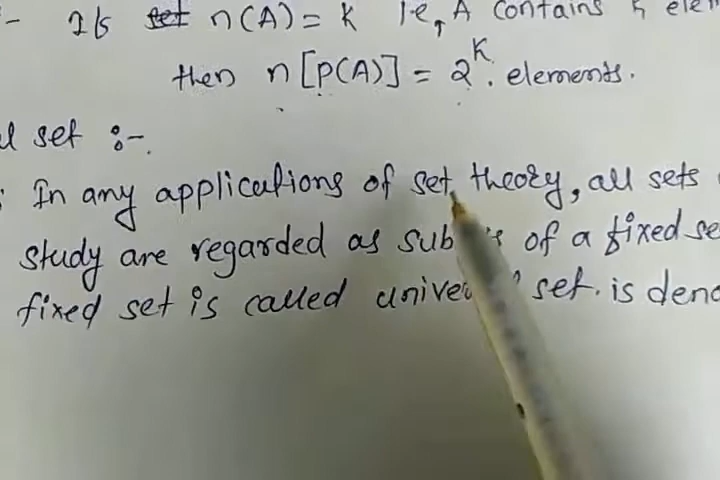 :- If set n(A) = K ie, A contains
then n[P(A)] = 2^K. elements.
set :-
In any applications of set theory, all sets
study are regarded as of a fixed
fixed set is called set. is